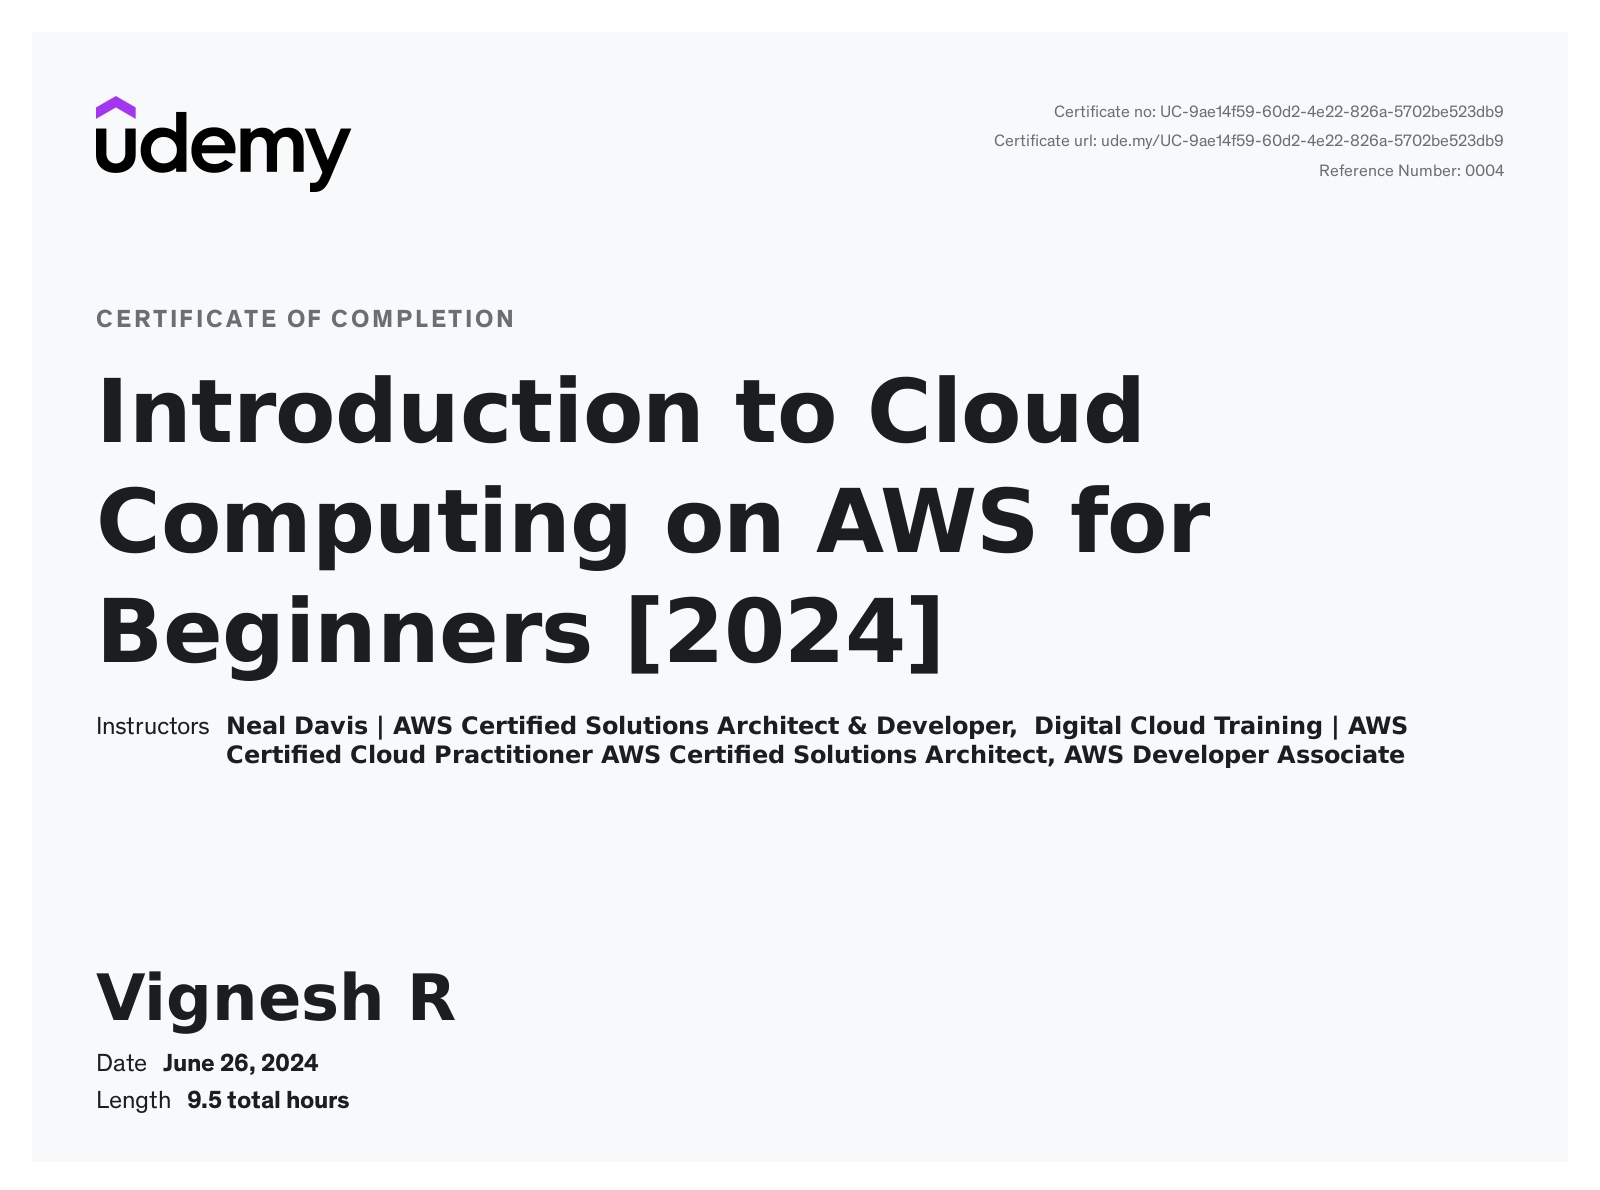 udemy
Certificate no: UC-9ae14f59-60d2-4e22-826a-5702be523db9
Certificate url: ude.my/UC-9ae14f59-60d2-4e22-826a-5702be523db9
Reference Number: 0004
CERTIFICATE OF COMPLETION
Introduction to Cloud
Computing on AWS for
Beginners [2024]
Instructors Neal Davis | AWS Certified Solutions Architect & Developer, Digital Cloud Training | AWS
Certified Cloud Practitioner AWS Certified Solutions Architect, AWS Developer Associate
Vignesh R
Date June 26, 2024
Length 9.5 total hours